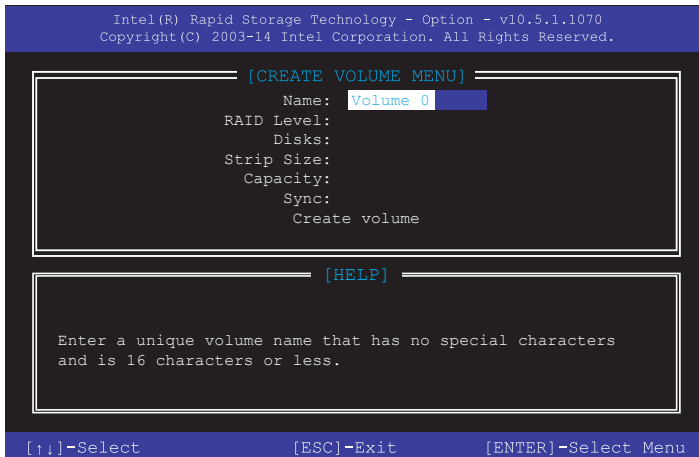 Intel(R) Rapid Storage Technology - Option - v10.5.1.1070
Copyright(C) 2003-14 Intel Corporation. All Rights Reserved.
[CREATE VOLUME MENU]
Name: Volume 0
RAID Level:
Disks:
Strip Size:
Capacity:
Sync:
Create volume
[HELP]
Enter a unique volume name that has no special characters
and is 16 characters or less.
[↑↓]-Select [ESC]-Exit [ENTER]-Select Menu